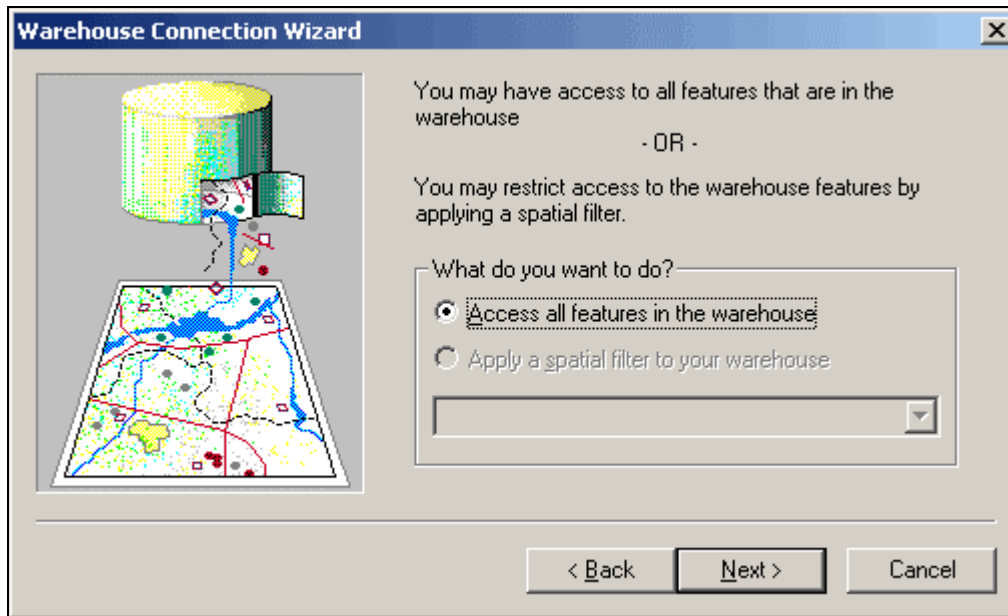 Warehouse Connection Wizard
You may have access to all features that are in the
warehouse
- OR -
You may restrict access to the warehouse features by
applying a spatial filter.
What do you want to do?
Access all features in the warehouse
Apply a spatial filter to your warehouse
< Back
Next >
Cancel